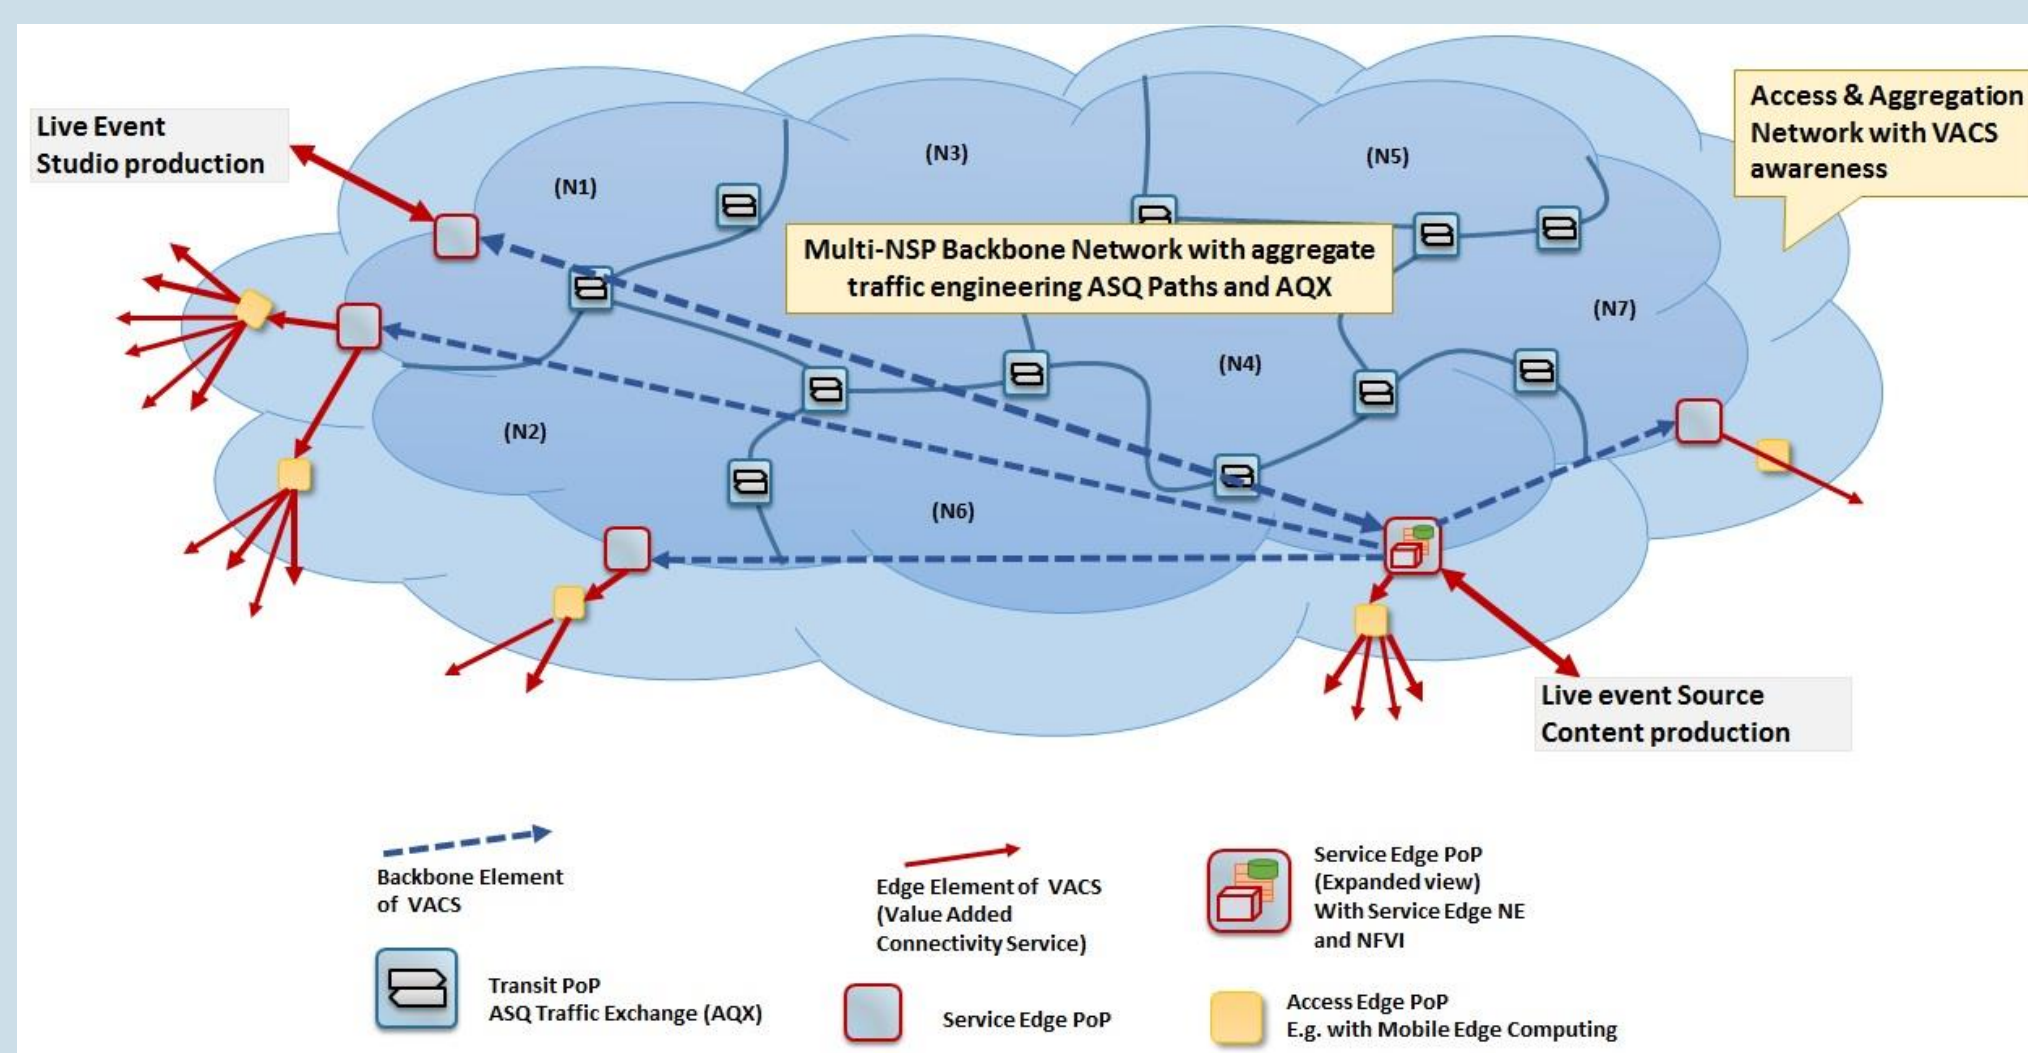 Live Event
Studio production
(N1)
(N3)
(N5)
Access & Aggregation
Network with VACS
awareness
Multi-NSP Backbone Network with aggregate
traffic engineering ASQ Paths and AQX
(N7)
(N4)
(N2)
(N6)
Live event Source
Content production
Backbone Element
of VACS
Edge Element of VACS
(Value Added
Connectivity Service)
Service Edge PoP
(Expanded view)
With Service Edge NE
and NFVI
Transit PoP
ASQ Traffic Exchange (AQX)
Service Edge PoP
Access Edge PoP
E.g. with Mobile Edge Computing